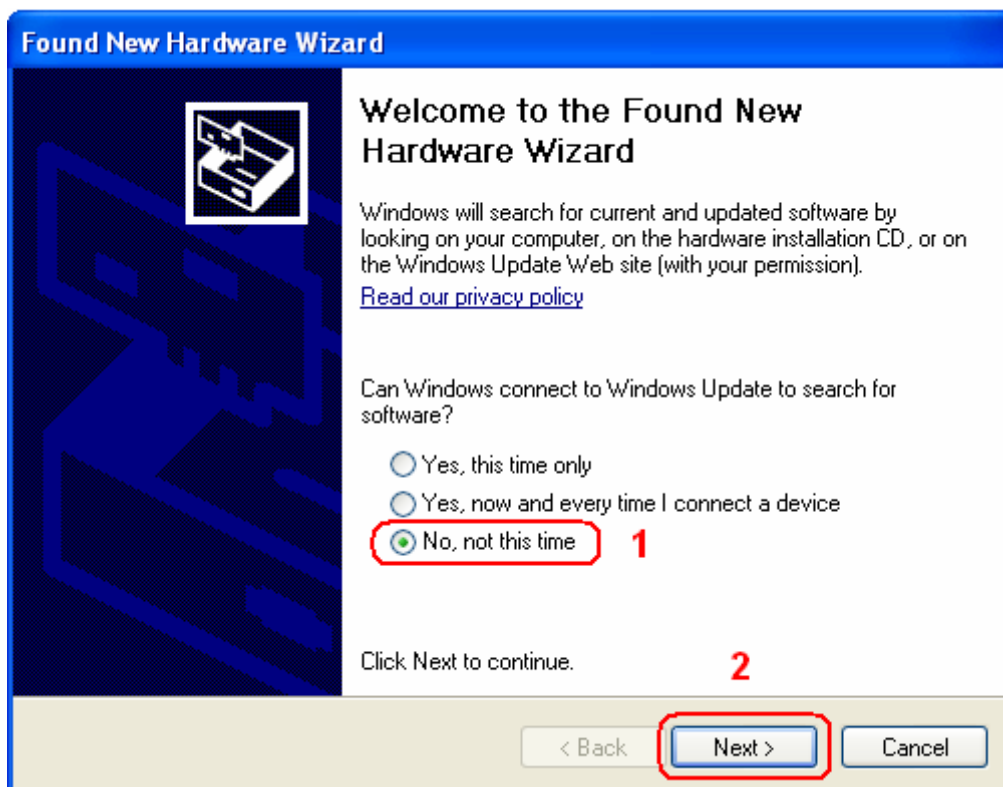 Found New Hardware Wizard
Welcome to the Found New
Hardware Wizard
Windows will search for current and updated software by
looking on your computer, on the hardware installation CD, or on
the Windows Update Web site (with your permission).
Read our privacy policy
Can Windows connect to Windows Update to search for
software?
Yes, this time only
Yes, now and every time I connect a device
No, not this time 1
Click Next to continue.
2
< Back Next > Cancel